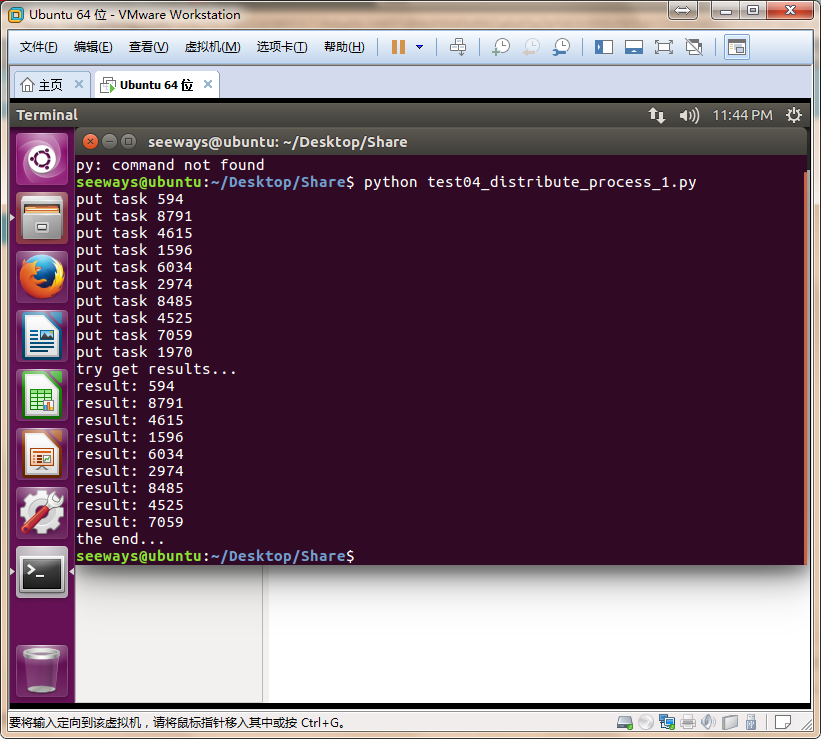 Ubuntu 64 位 - VMware Workstation
文件(F) 编辑(E) 查看(V) 虚拟机(M) 选项卡(T) 帮助(H)
主页 Ubuntu 64 位
Terminal 11:44 PM
seeways@ubuntu: ~/Desktop/Share
py: command not found
seeways@ubuntu:~/Desktop/Share$ python test04_distribute_process_1.py
put task 594
put task 8791
put task 4615
put task 1596
put task 6034
put task 2974
put task 8485
put task 4525
put task 7059
put task 1970
try get results...
result: 594
result: 8791
result: 4615
result: 1596
result: 6034
result: 2974
result: 8485
result: 4525
result: 7059
the end...
seeways@ubuntu:~/Desktop/Share$
要将输入定向到该虚拟机，请将鼠标指针移入其中或按 Ctrl+G。